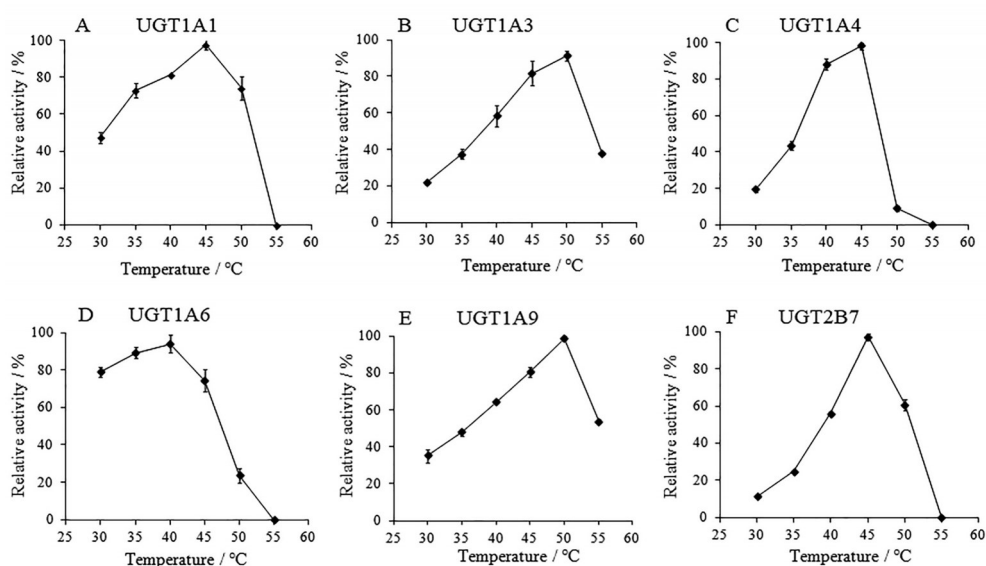 A UGT1A1
Relative activity / %
100
80
60
40
20
0
25 30 35 40 45 50 55 60
Temperature / °C
B UGT1A3
Relative activity / %
100
80
60
40
20
0
25 30 35 40 45 50 55 60
Temperature / °C
C UGT1A4
Relative activity / %
100
80
60
40
20
0
25 30 35 40 45 50 55 60
Temperature / °C
D UGT1A6
Relative activity / %
100
80
60
40
20
0
25 30 35 40 45 50 55 60
Temperature / °C
E UGT1A9
Relative activity / %
100
80
60
40
20
0
25 30 35 40 45 50 55 60
Temperature / °C
F UGT2B7
Relative activity / %
100
80
60
40
20
0
25 30 35 40 45 50 55 60
Temperature / °C